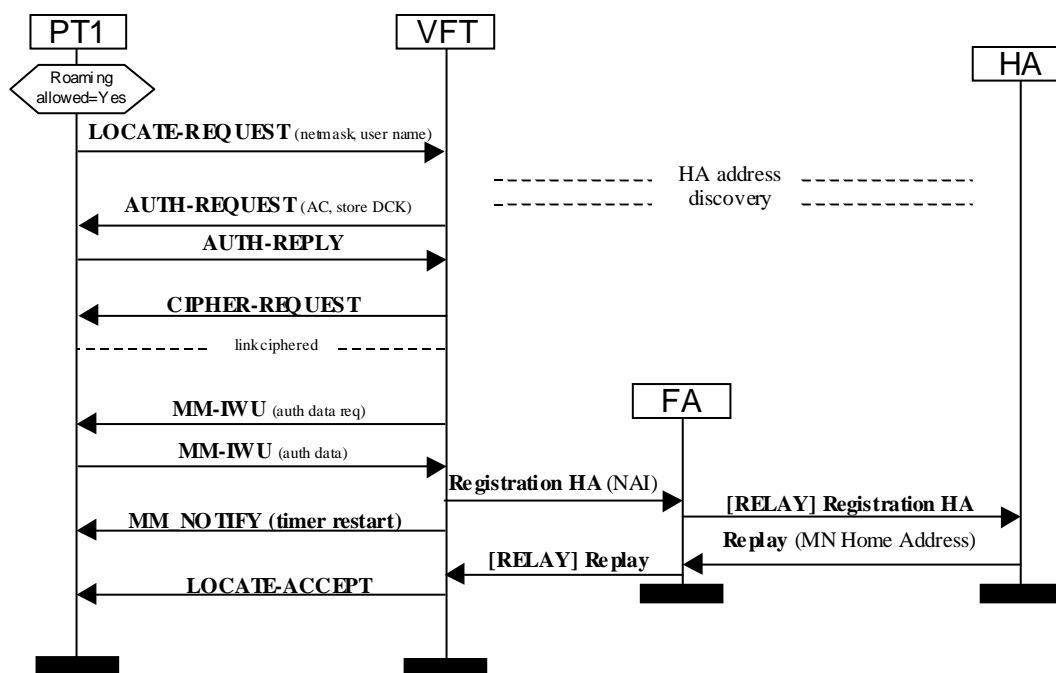 PT1
VFT
HA
Roaming
allowed=Yes
LOCATE-REQUEST (netmask, user name)
HA address
discovery
AUTH-REQUEST (AC, store DCK)
AUTH-REPLY
CIPHER-REQUEST
link ciphered
FA
MM-IWU (auth data req)
MM-IWU (auth data)
Registration HA (NAI)
[RELAY] Registration HA
MM NOTIFY (timer restart)
Replay (MN Home Address)
[RELAY] Replay
LOCATE-ACCEPT